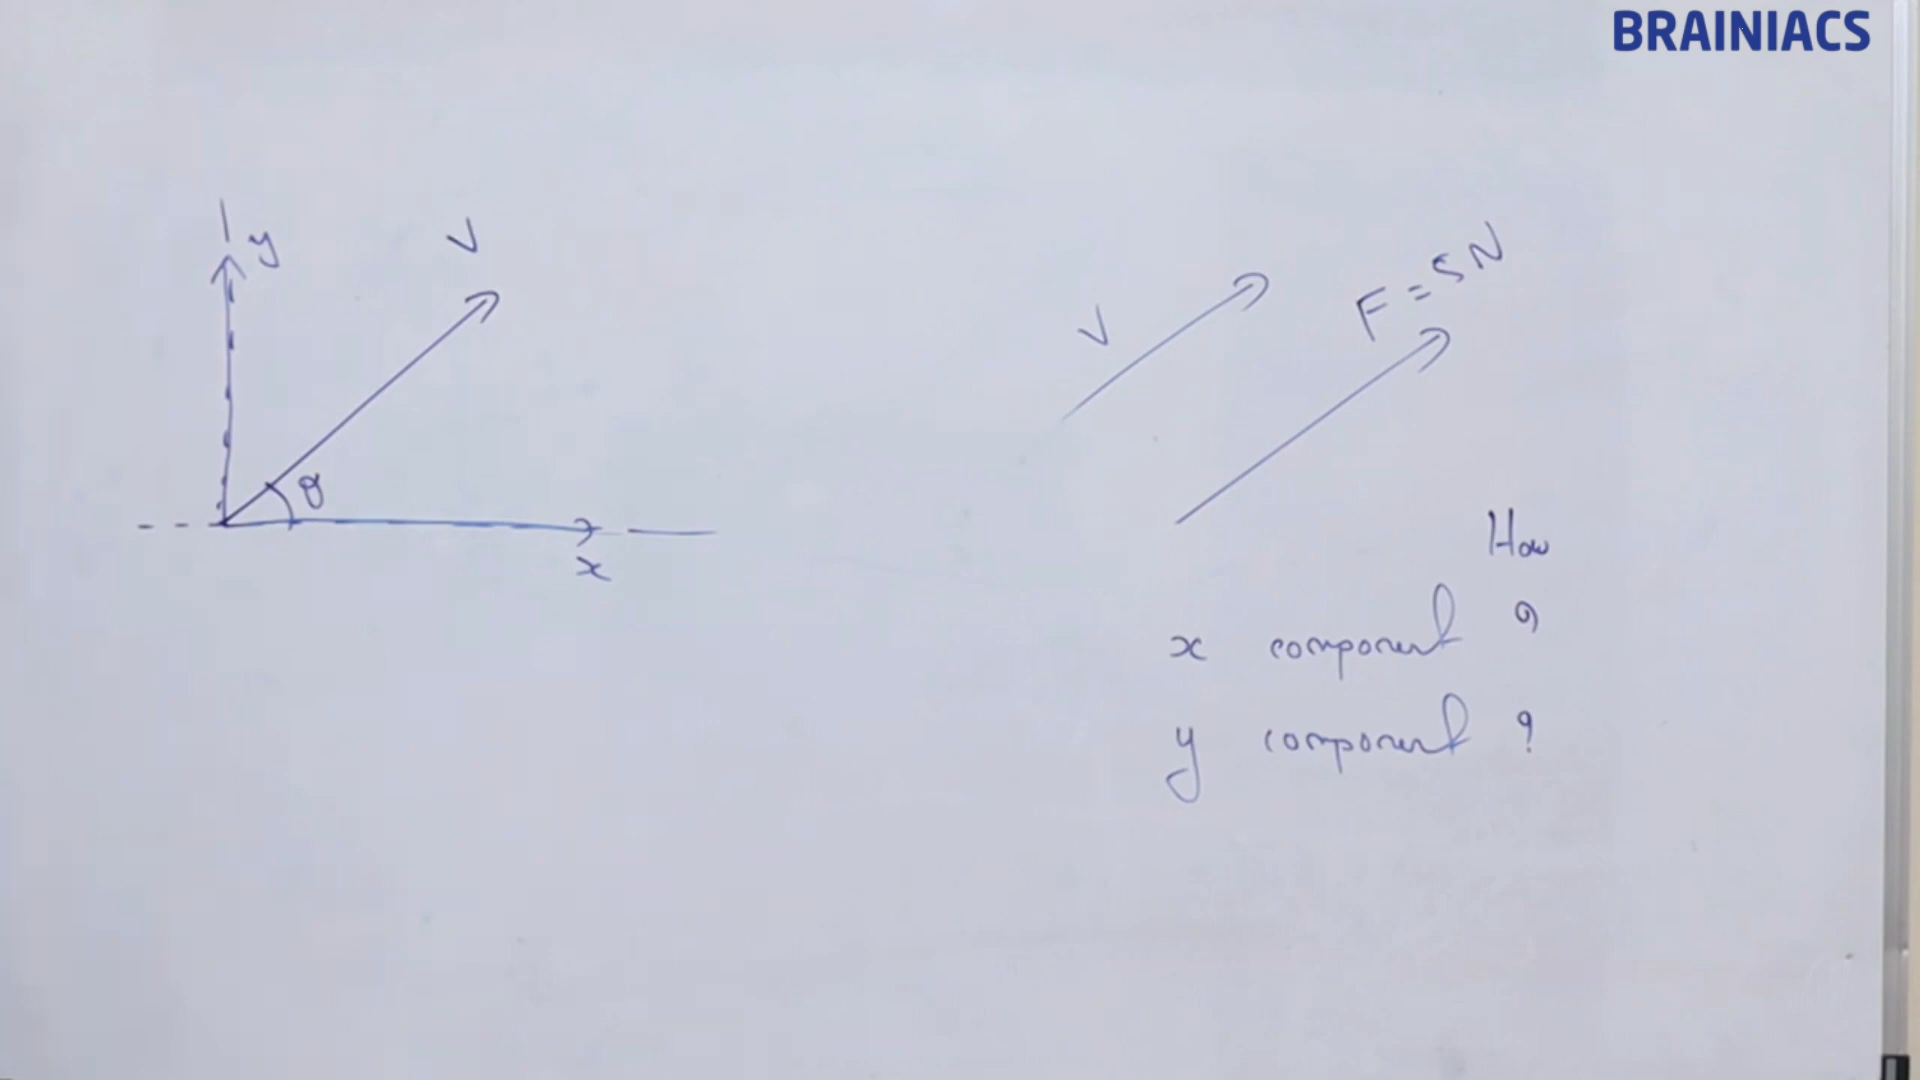 BRAINIACS
y
V
θ
x
V
F = 5N
How
x component ?
y component ?